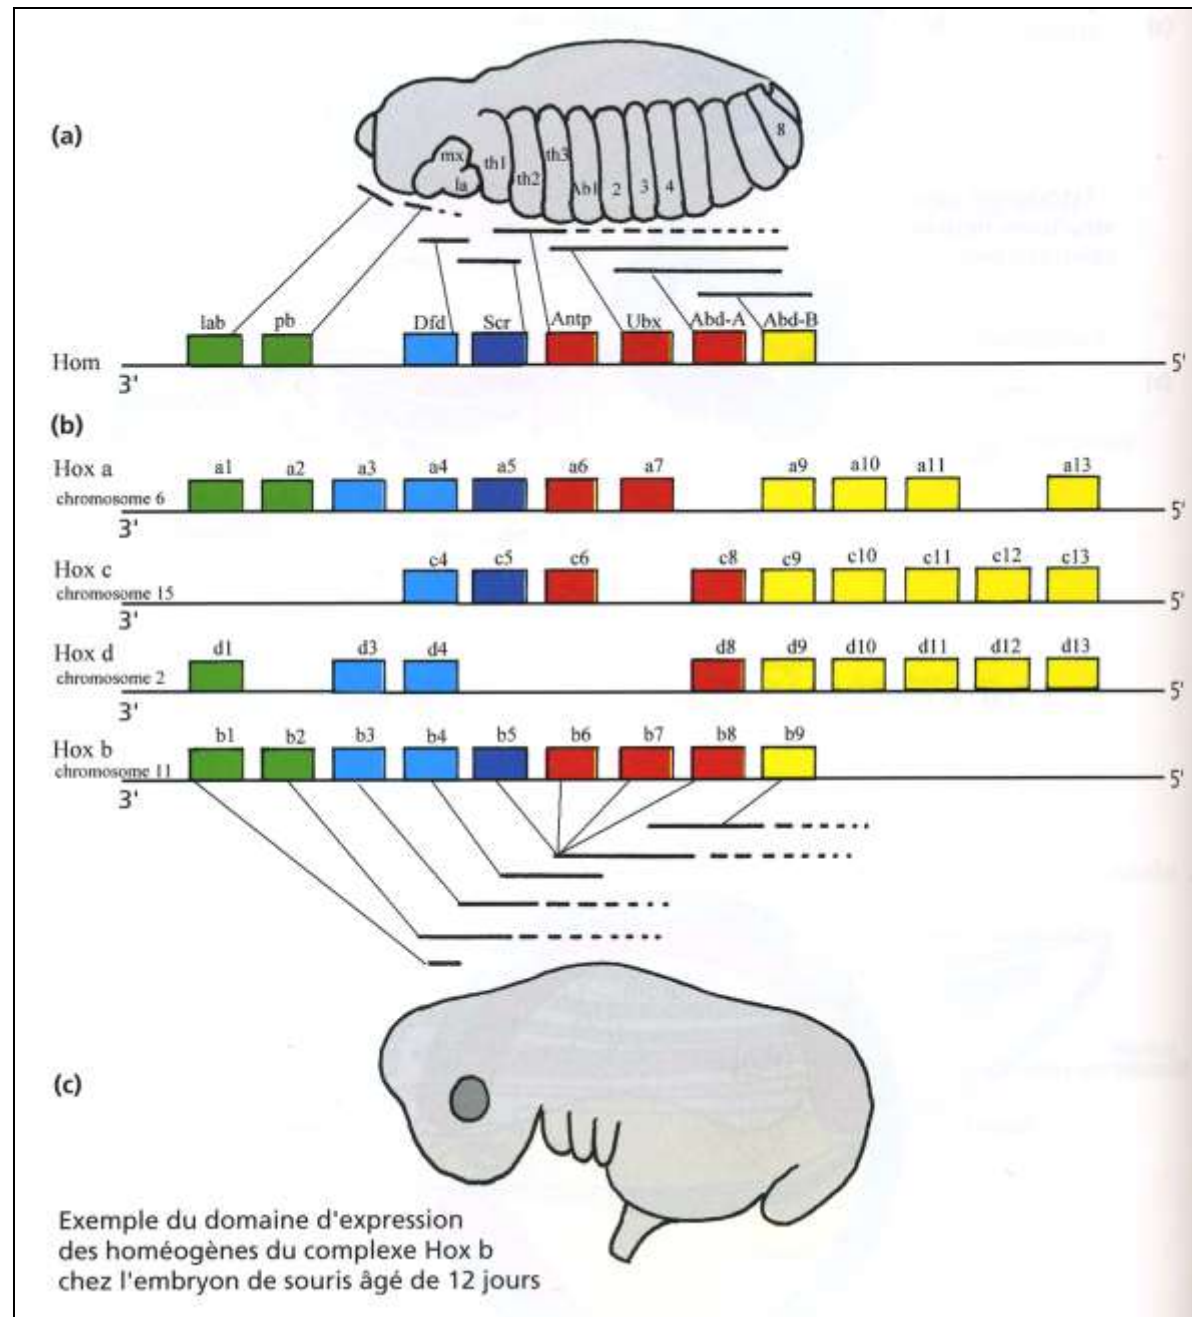 (a)
mx
la
th1
th2
th3
Ab1
2
3
4
8
lab pb Dfd Scr Antp Ubx Abd-A Abd-B
Hom
3' 5'
(b)
Hox a
chromosome 6
a1 a2 a3 a4 a5 a6 a7 a9 a10 a11 a13
3' 5'
Hox c
chromosome 15
c4 c5 c6 c8 c9 c10 c11 c12 c13
3' 5'
Hox d
chromosome 2
d1 d3 d4 d8 d9 d10 d11 d12 d13
3' 5'
Hox b
chromosome 11
b1 b2 b3 b4 b5 b6 b7 b8 b9
3' 5'
(c)
Exemple du domaine d'expression
des homéogènes du complexe Hox b
chez l'embryon de souris âgé de 12 jours